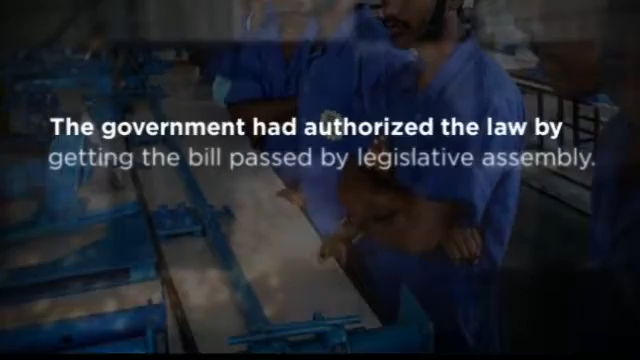 The government had authorized the law by
getting the bill passed by legislative assembly.